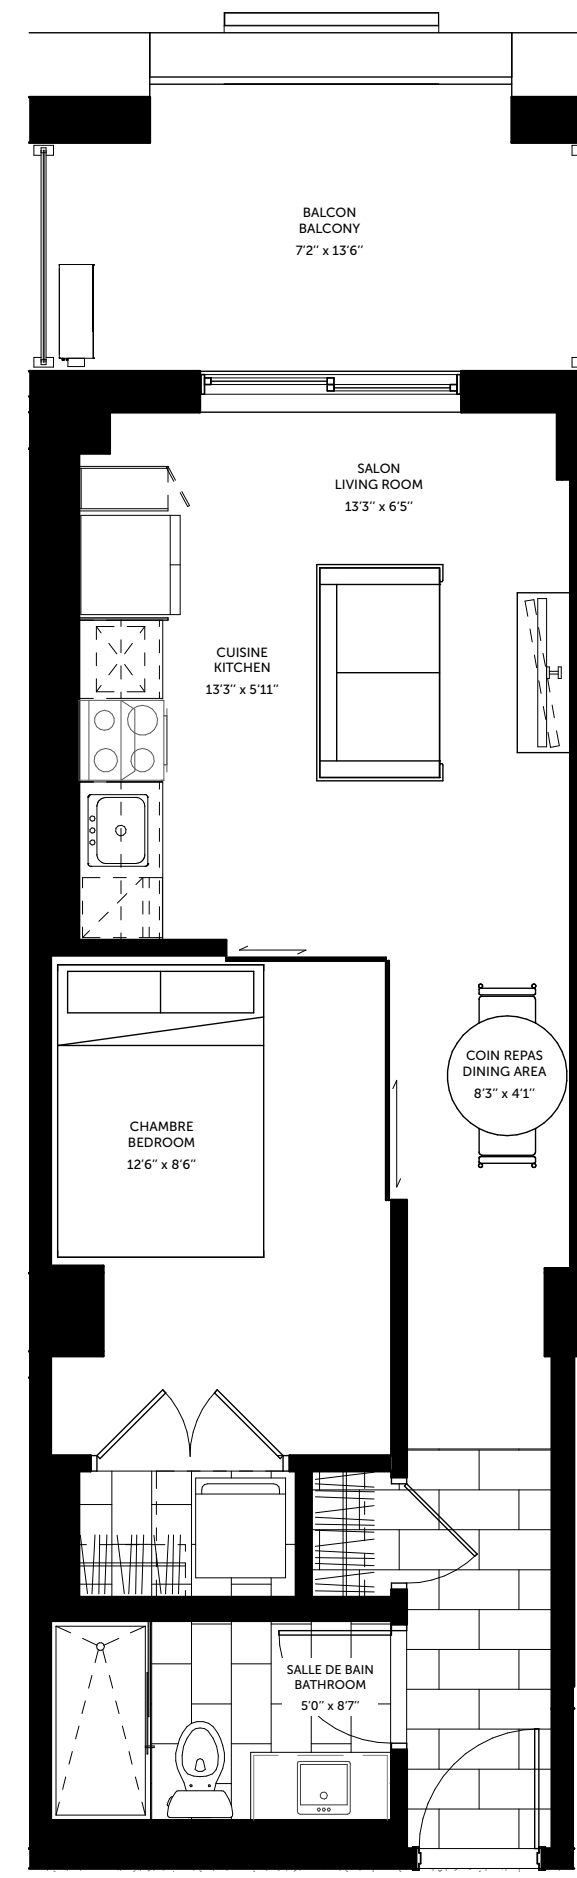 BALCON
BALCONY
7'2" x 13'6"
SALON
LIVING ROOM
13'3" x 6'5"
CUISINE
KITCHEN
13'3" x 5'11"
COIN REPAS
DINING AREA
8'3" x 4'1"
CHAMBRE
BEDROOM
12'6" x 8'6"
SALLE DE BAIN
BATHROOM
5'0" x 8'7"